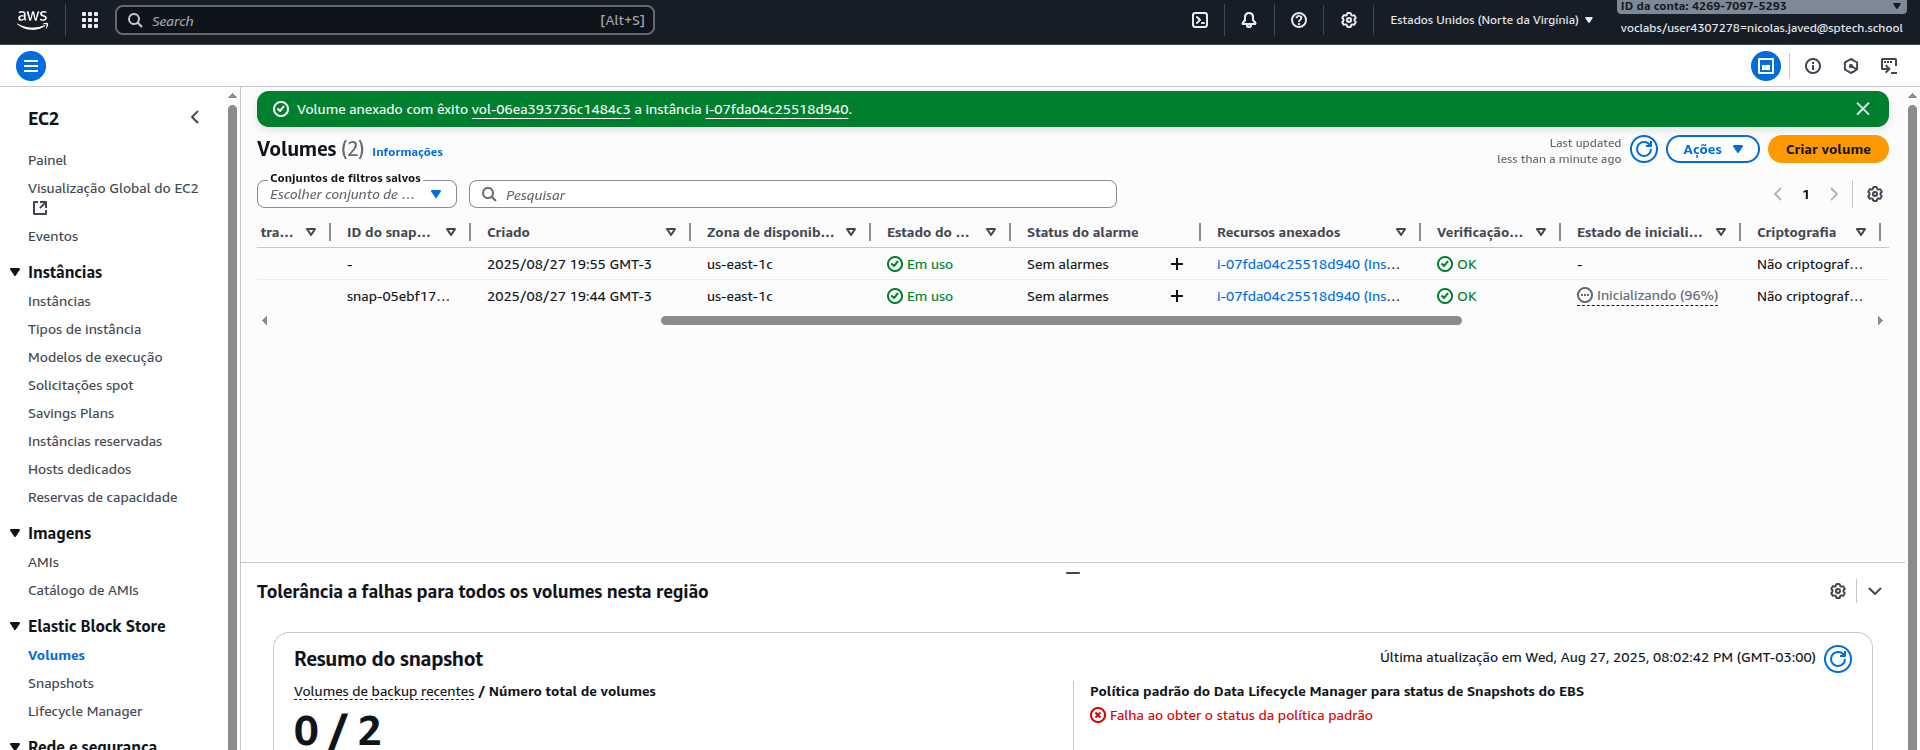 aws
Search [Alt+S]
Estados Unidos (Norte da Virgínia)
ID da conta: 4269-7097-5293
voclabs/user4307278=nicolas.javed@sptech.school
EC2
Painel
Visualização Global do EC2
Eventos
Instâncias
Instâncias
Tipos de instância
Modelos de execução
Solicitações spot
Savings Plans
Instâncias reservadas
Hosts dedicados
Reservas de capacidade
Imagens
AMIs
Catálogo de AMIs
Elastic Block Store
Volumes
Snapshots
Lifecycle Manager
Rede e segurança
Volume anexado com êxito vol-06ea393736c1484c3 a instância i-07fda04c25518d940.
Volumes (2) Informações
Last updated
less than a minute ago
Ações
Criar volume
Conjuntos de filtros salvos
Escolher conjunto de ...
Pesquisar
1
tra... ID do snap... Criado Zona de disponib... Estado do ... Status do alarme Recursos anexados Verificação... Estado de iniciali... Criptografia
- 2025/08/27 19:55 GMT-3 us-east-1c Em uso Sem alarmes + i-07fda04c25518d940 (Ins... OK - Não criptograf...
snap-05ebf17... 2025/08/27 19:44 GMT-3 us-east-1c Em uso Sem alarmes + i-07fda04c25518d940 (Ins... OK Inicializando (96%) Não criptograf...
Tolerância a falhas para todos os volumes nesta região
Resumo do snapshot
Última atualização em Wed, Aug 27, 2025, 08:02:42 PM (GMT-03:00)
Volumes de backup recentes / Número total de volumes
0 / 2
Política padrão do Data Lifecycle Manager para status de Snapshots do EBS
Falha ao obter o status da política padrão